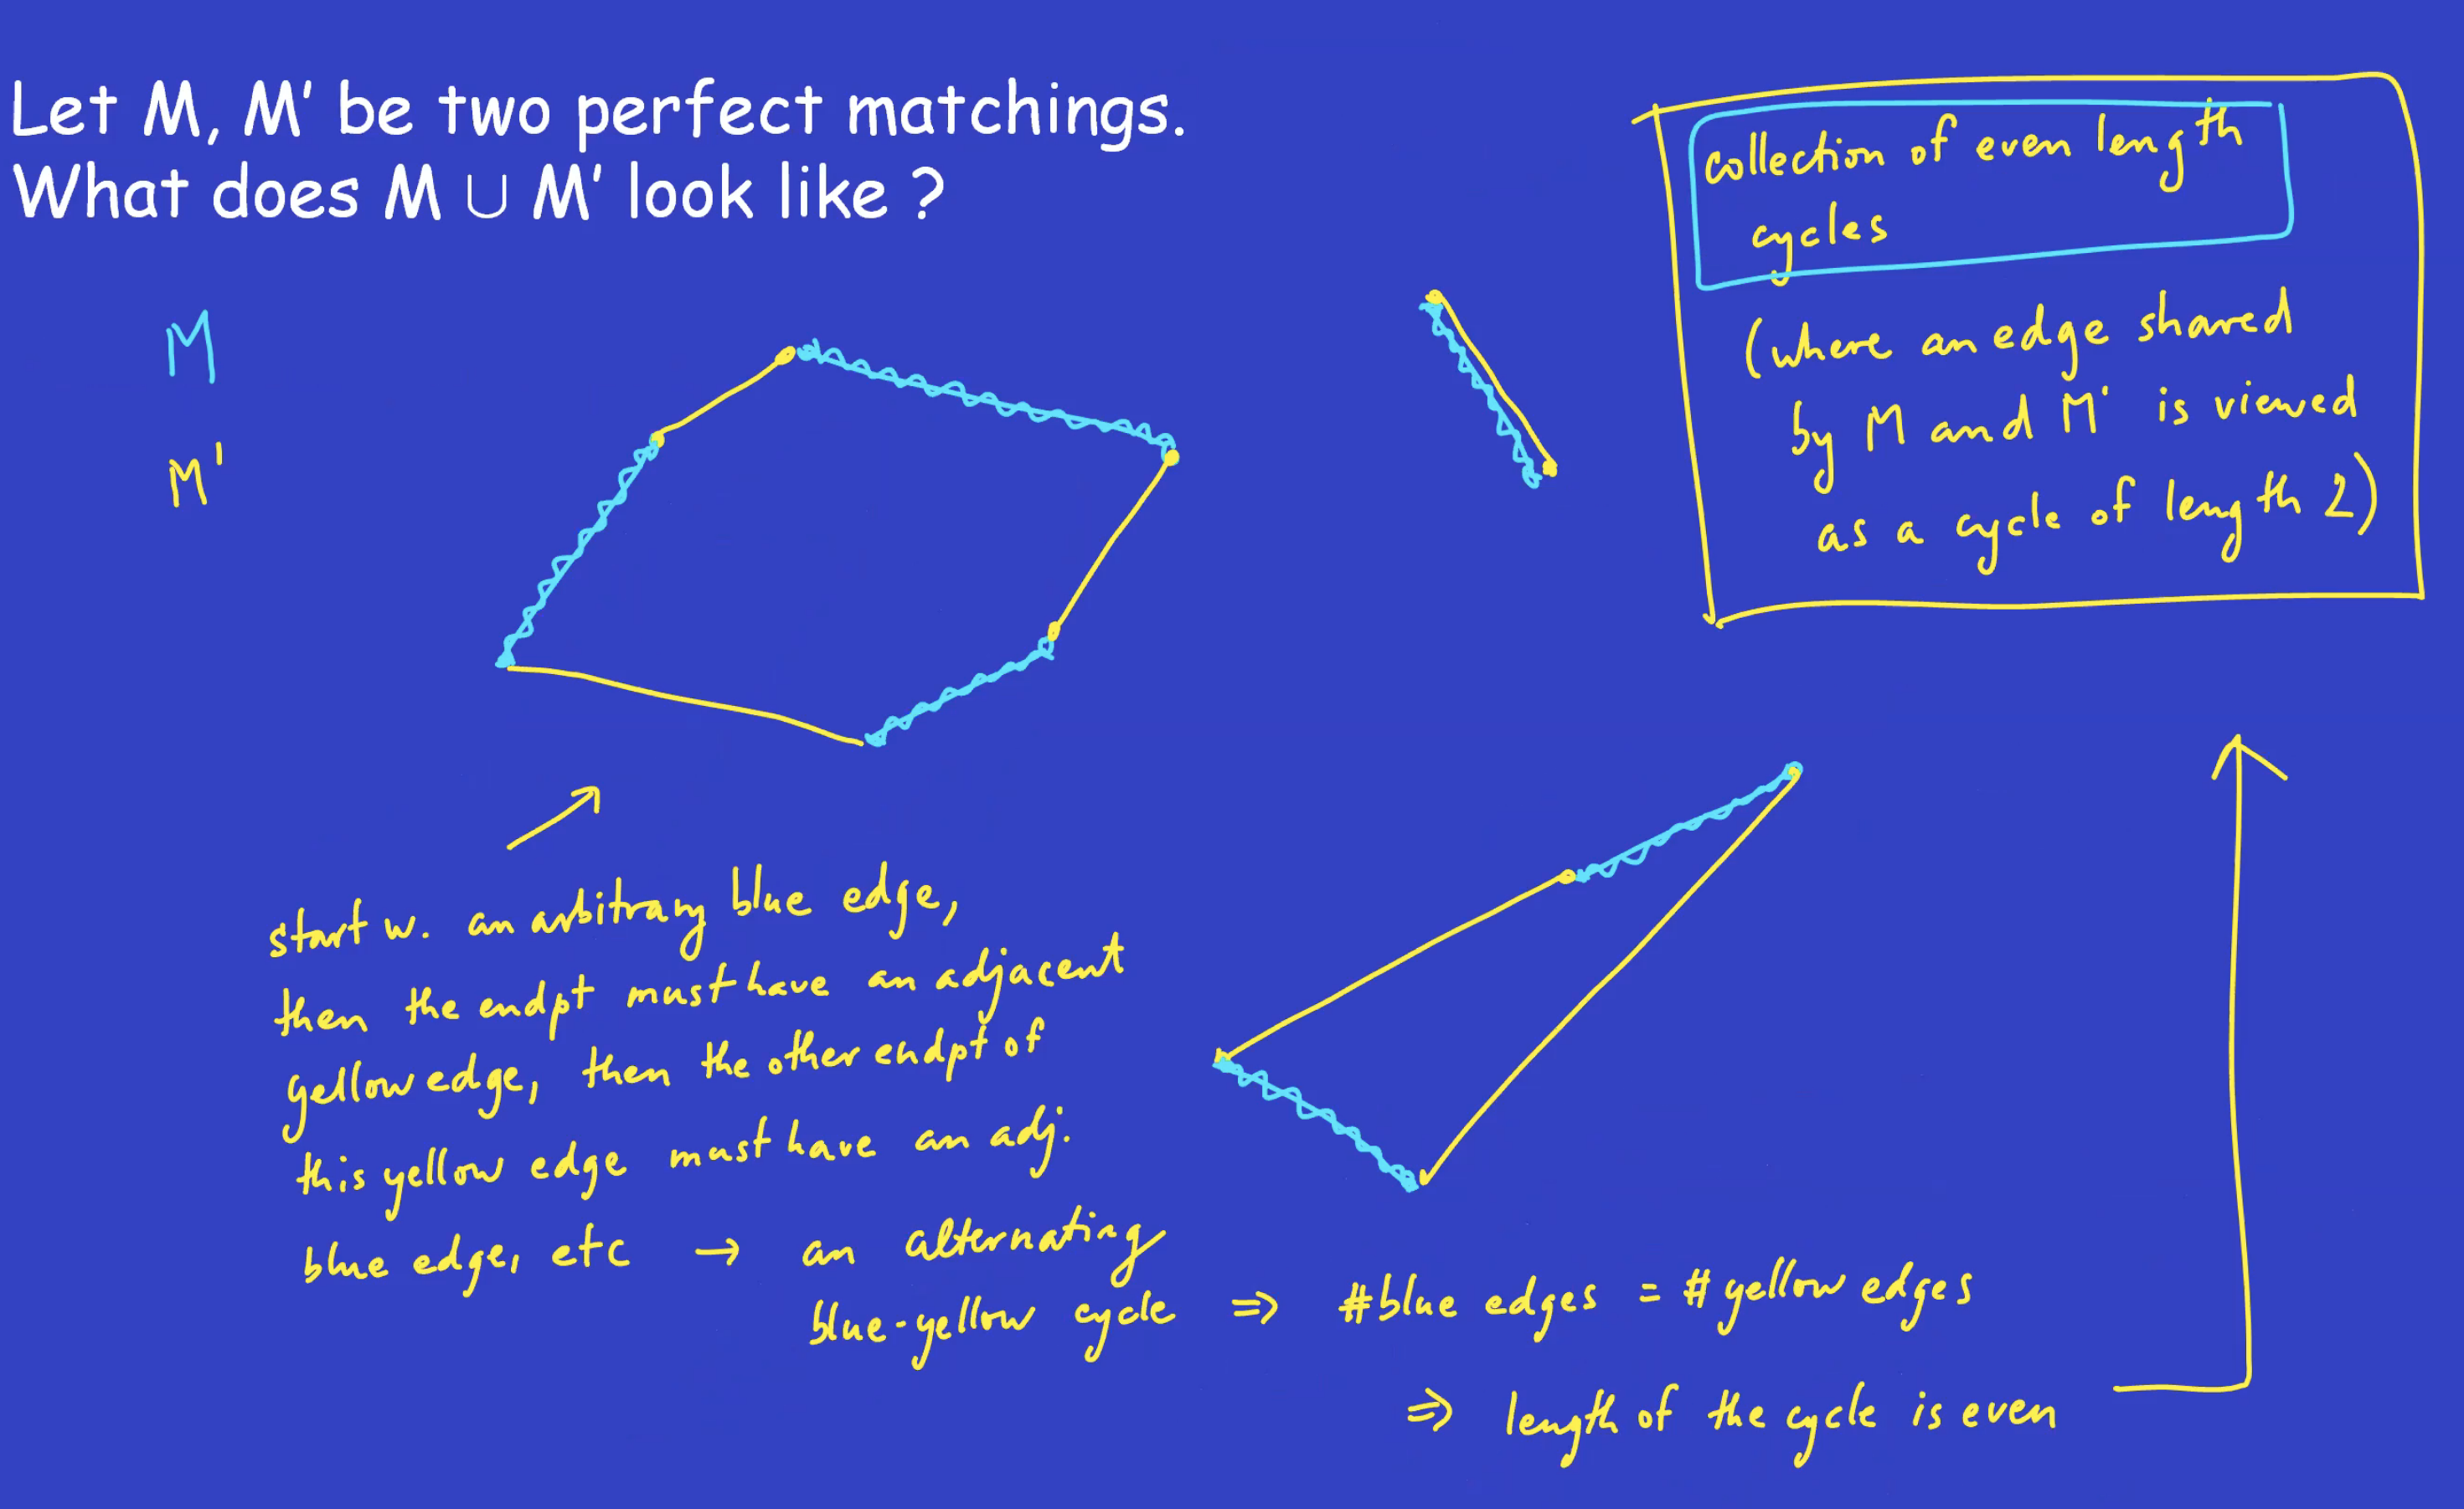 Let M, M' be two perfect matchings.
What does M ∪ M' look like ?
collection of even length
cycles
(where an edge shared
by M and M' is viewed
as a cycle of length 2)
M
M'
start w. an arbitrary blue edge,
then the endpt must have an adjacent
yellow edge, then the other endpt of
this yellow edge must have an adj.
blue edge, etc → an alternating
blue-yellow cycle ⇒ #blue edges = #yellow edges
⇒ length of the cycle is even